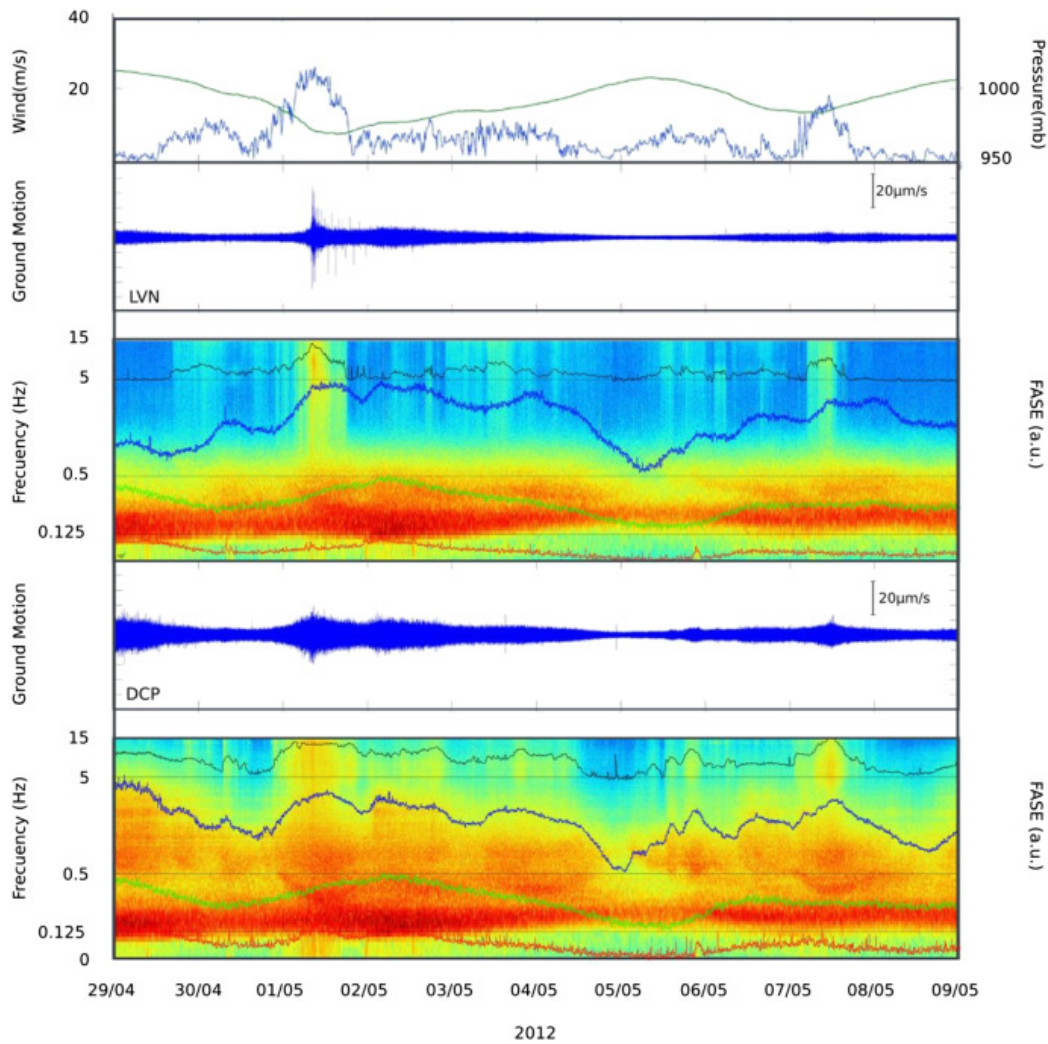 40
20
Wind(m/s)
Pressure(mb)
1000
950
Ground Motion
20µm/s
LVN
15
5
0.5
0.125
Frecuency (Hz)
FASE (a.u.)
Ground Motion
20µm/s
DCP
15
5
0.5
0.125
0
Frecuency (Hz)
FASE (a.u.)
29/04 30/04 01/05 02/05 03/05 04/05 05/05 06/05 07/05 08/05 09/05
2012